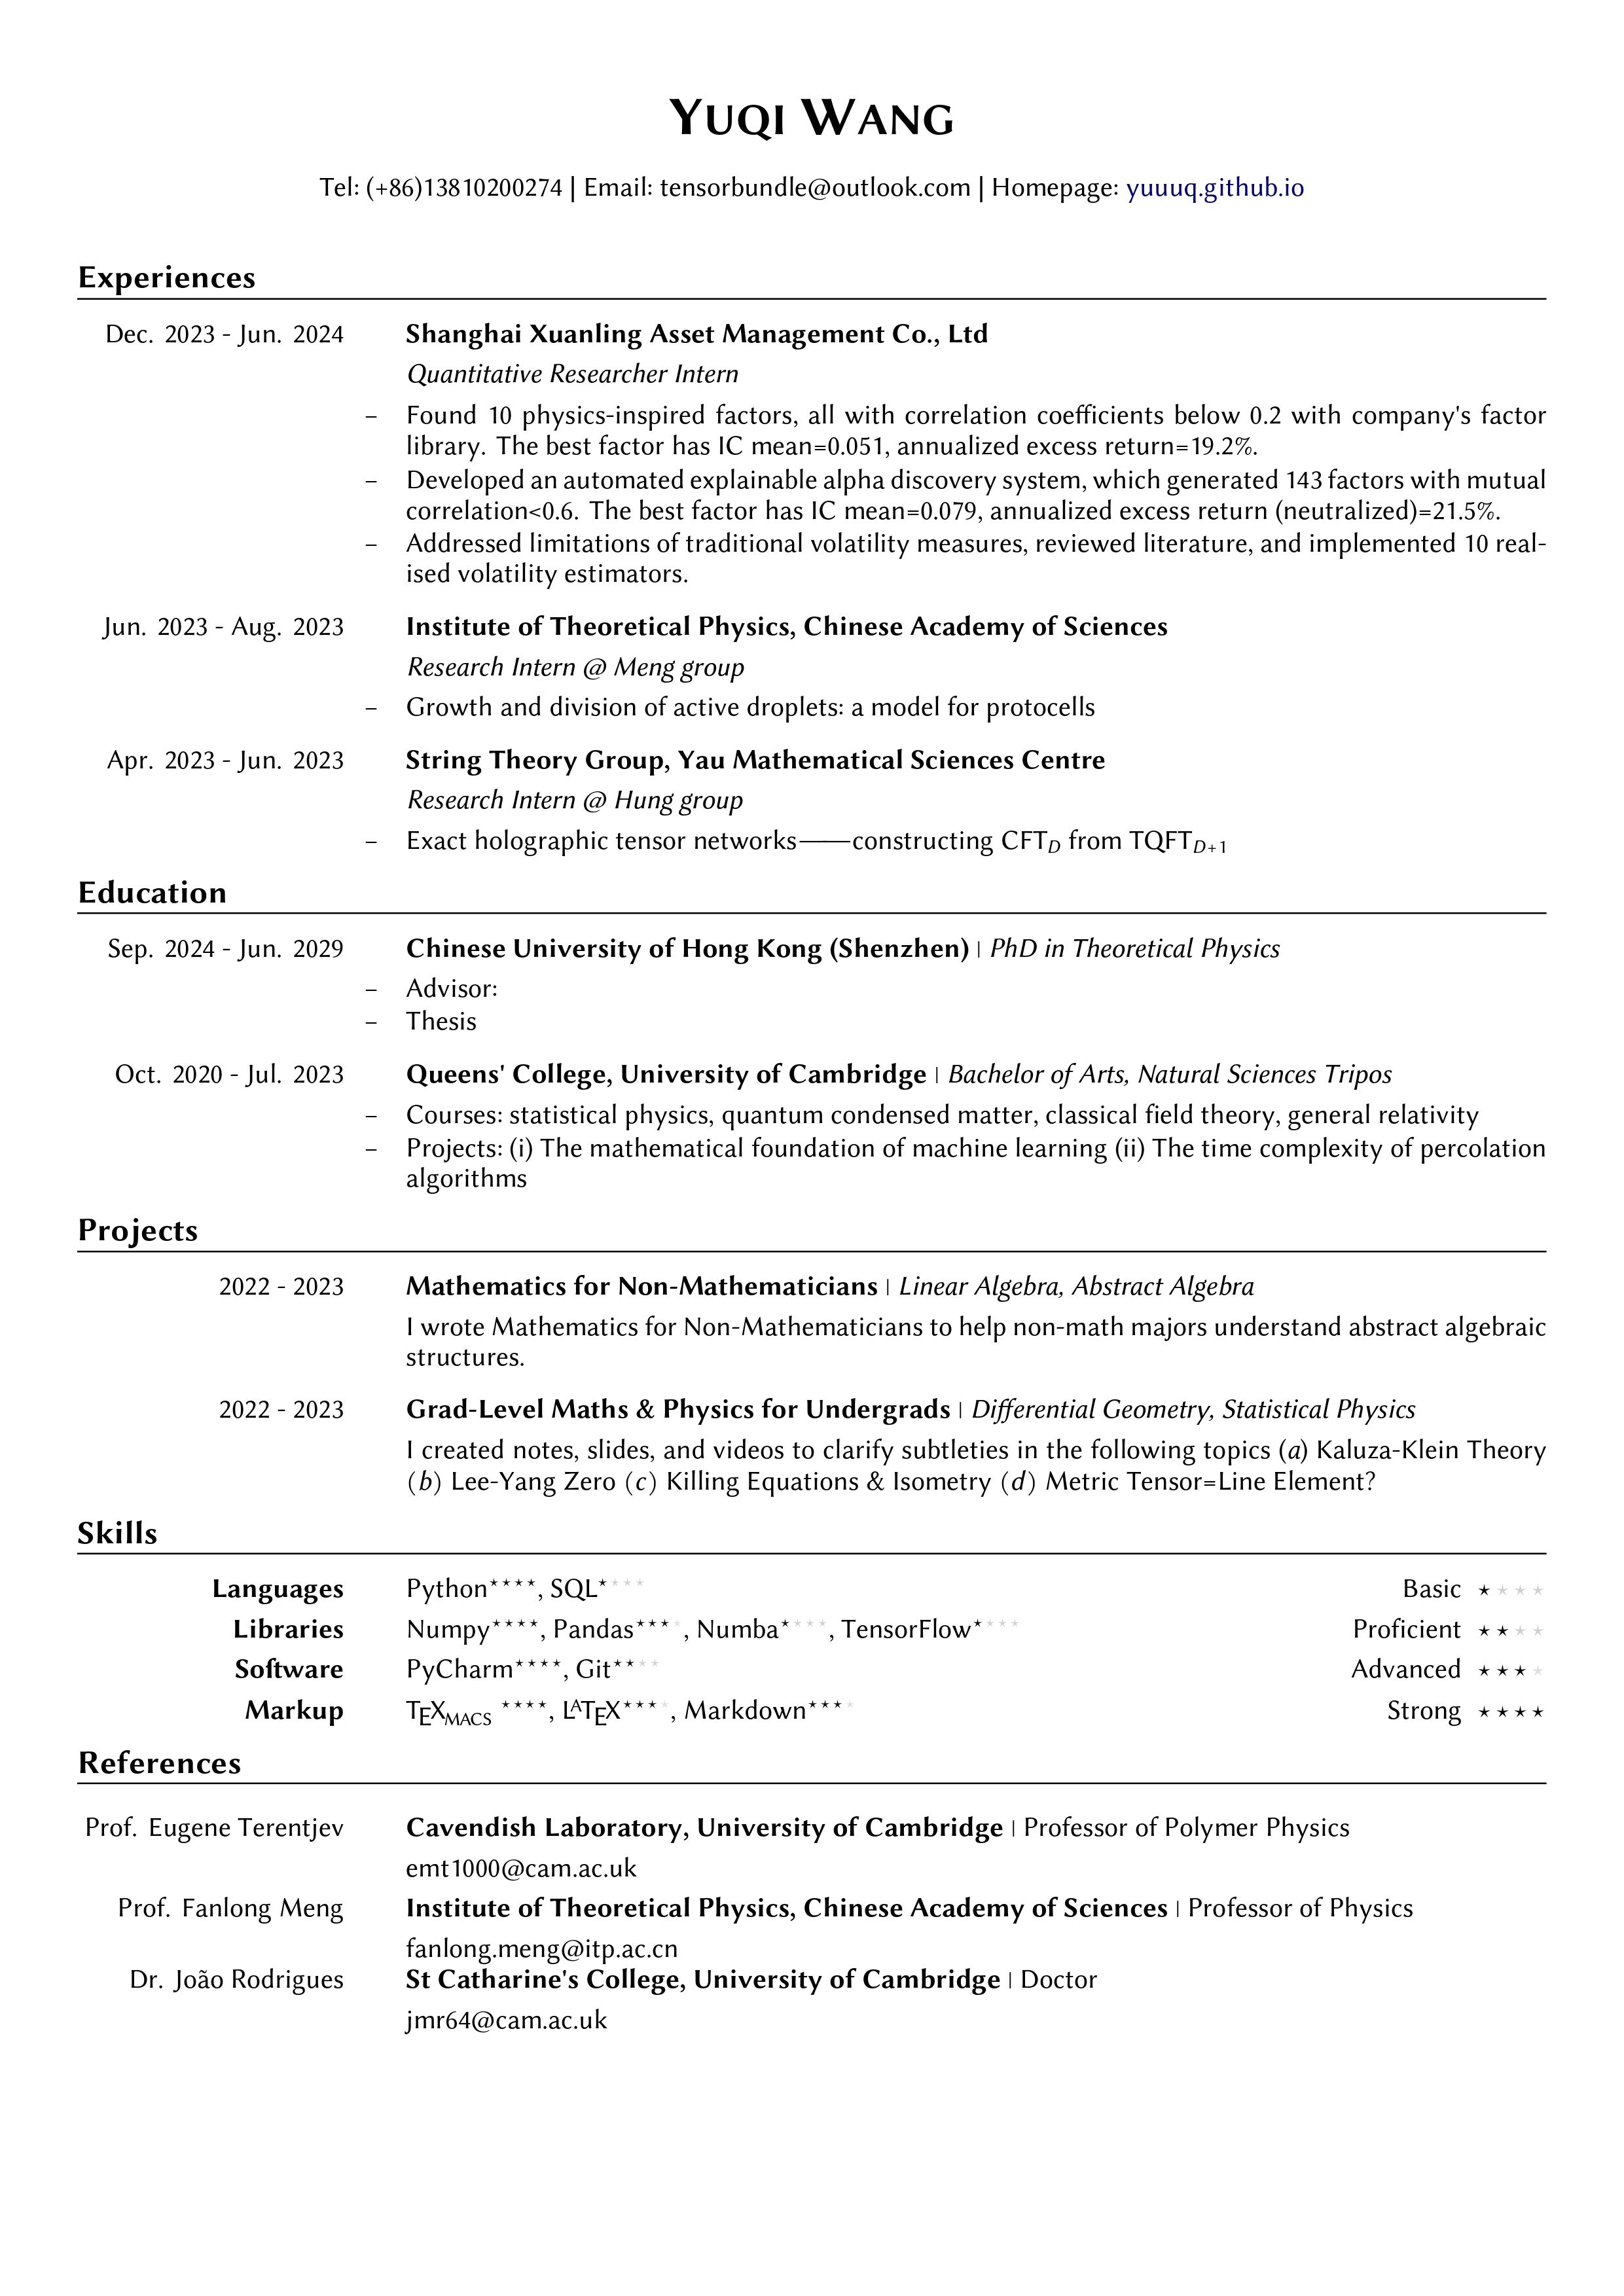 YUQI WANG
Tel: (+86)13810200274 | Email: tensorbundle@outlook.com | Homepage: yuuuq.github.io
Experiences
Dec. 2023 - Jun. 2024 Shanghai Xuanling Asset Management Co., Ltd
Quantitative Researcher Intern
– Found 10 physics-inspired factors, all with correlation coefficients below 0.2 with company's factor
library. The best factor has IC mean=0.051, annualized excess return=19.2%.
– Developed an automated explainable alpha discovery system, which generated 143 factors with mutual
correlation<0.6. The best factor has IC mean=0.079, annualized excess return (neutralized)=21.5%.
– Addressed limitations of traditional volatility measures, reviewed literature, and implemented 10 real-
ised volatility estimators.
Jun. 2023 - Aug. 2023 Institute of Theoretical Physics, Chinese Academy of Sciences
Research Intern @ Meng group
– Growth and division of active droplets: a model for protocells
Apr. 2023 - Jun. 2023 String Theory Group, Yau Mathematical Sciences Centre
Research Intern @ Hung group
– Exact holographic tensor networks——constructing CFT_D from TQFT_{D+1}
Education
Sep. 2024 - Jun. 2029 Chinese University of Hong Kong (Shenzhen) | PhD in Theoretical Physics
– Advisor:
– Thesis
Oct. 2020 - Jul. 2023 Queens' College, University of Cambridge | Bachelor of Arts, Natural Sciences Tripos
– Courses: statistical physics, quantum condensed matter, classical field theory, general relativity
– Projects: (i) The mathematical foundation of machine learning (ii) The time complexity of percolation
algorithms
Projects
2022 - 2023 Mathematics for Non-Mathematicians | Linear Algebra, Abstract Algebra
I wrote Mathematics for Non-Mathematicians to help non-math majors understand abstract algebraic
structures.
2022 - 2023 Grad-Level Maths & Physics for Undergrads | Differential Geometry, Statistical Physics
I created notes, slides, and videos to clarify subtleties in the following topics (a) Kaluza-Klein Theory
(b) Lee-Yang Zero (c) Killing Equations & Isometry (d) Metric Tensor=Line Element?
Skills
Languages Python★★★★, SQL★★★★ Basic ★★★★
Libraries Numpy★★★★, Pandas★★★★, Numba★★★★, TensorFlow★★★★ Proficient ★★★★
Software PyCharm★★★★, Git★★★★ Advanced ★★★★
Markup TEXMACS ★★★★, LATEX★★★★, Markdown★★★★ Strong ★★★★
References
Prof. Eugene Terentjev Cavendish Laboratory, University of Cambridge | Professor of Polymer Physics
emt1000@cam.ac.uk
Prof. Fanlong Meng Institute of Theoretical Physics, Chinese Academy of Sciences | Professor of Physics
fanlong.meng@itp.ac.cn
Dr. João Rodrigues St Catharine's College, University of Cambridge | Doctor
jmr64@cam.ac.uk